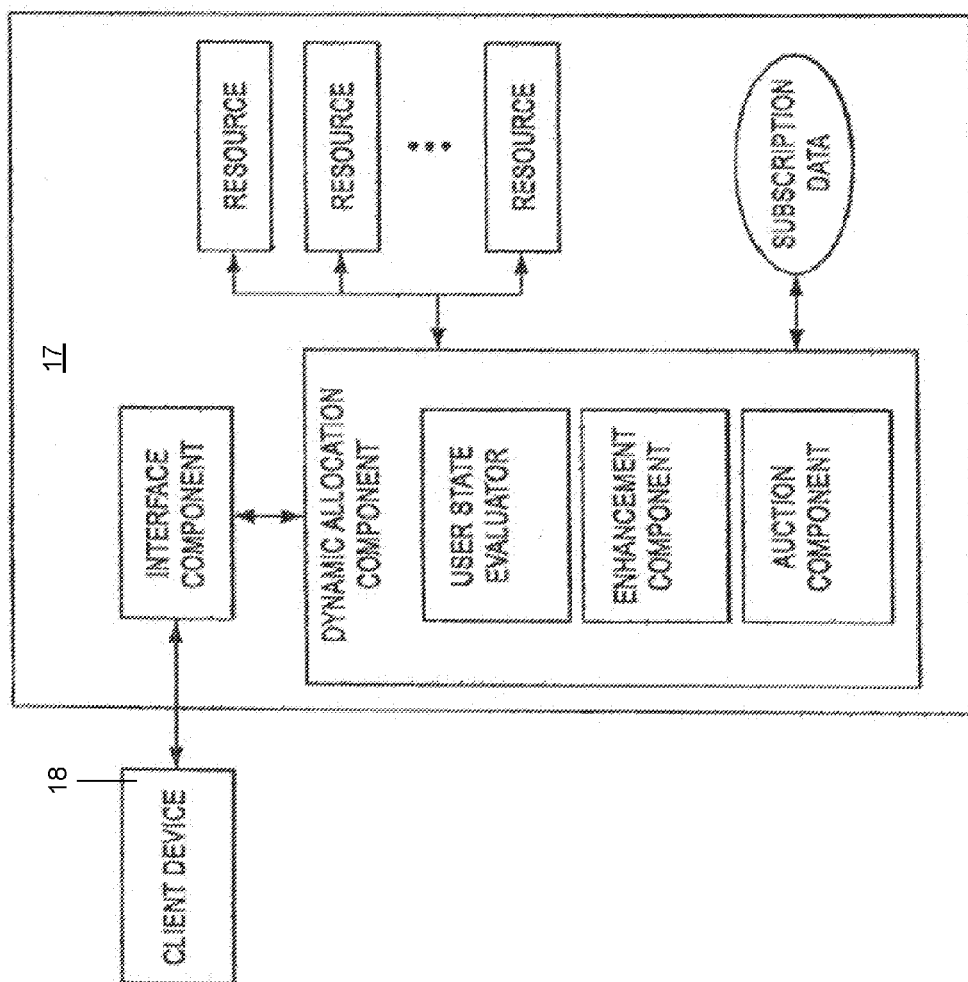 18
CLIENT DEVICE
17
INTERFACE
COMPONENT
DYNAMIC ALLOCATION
COMPONENT
USER STATE
EVALUATOR
ENHANCEMENT
COMPONENT
AUCTION
COMPONENT
RESOURCE
RESOURCE
•••
RESOURCE
SUBSCRIPTION
DATA